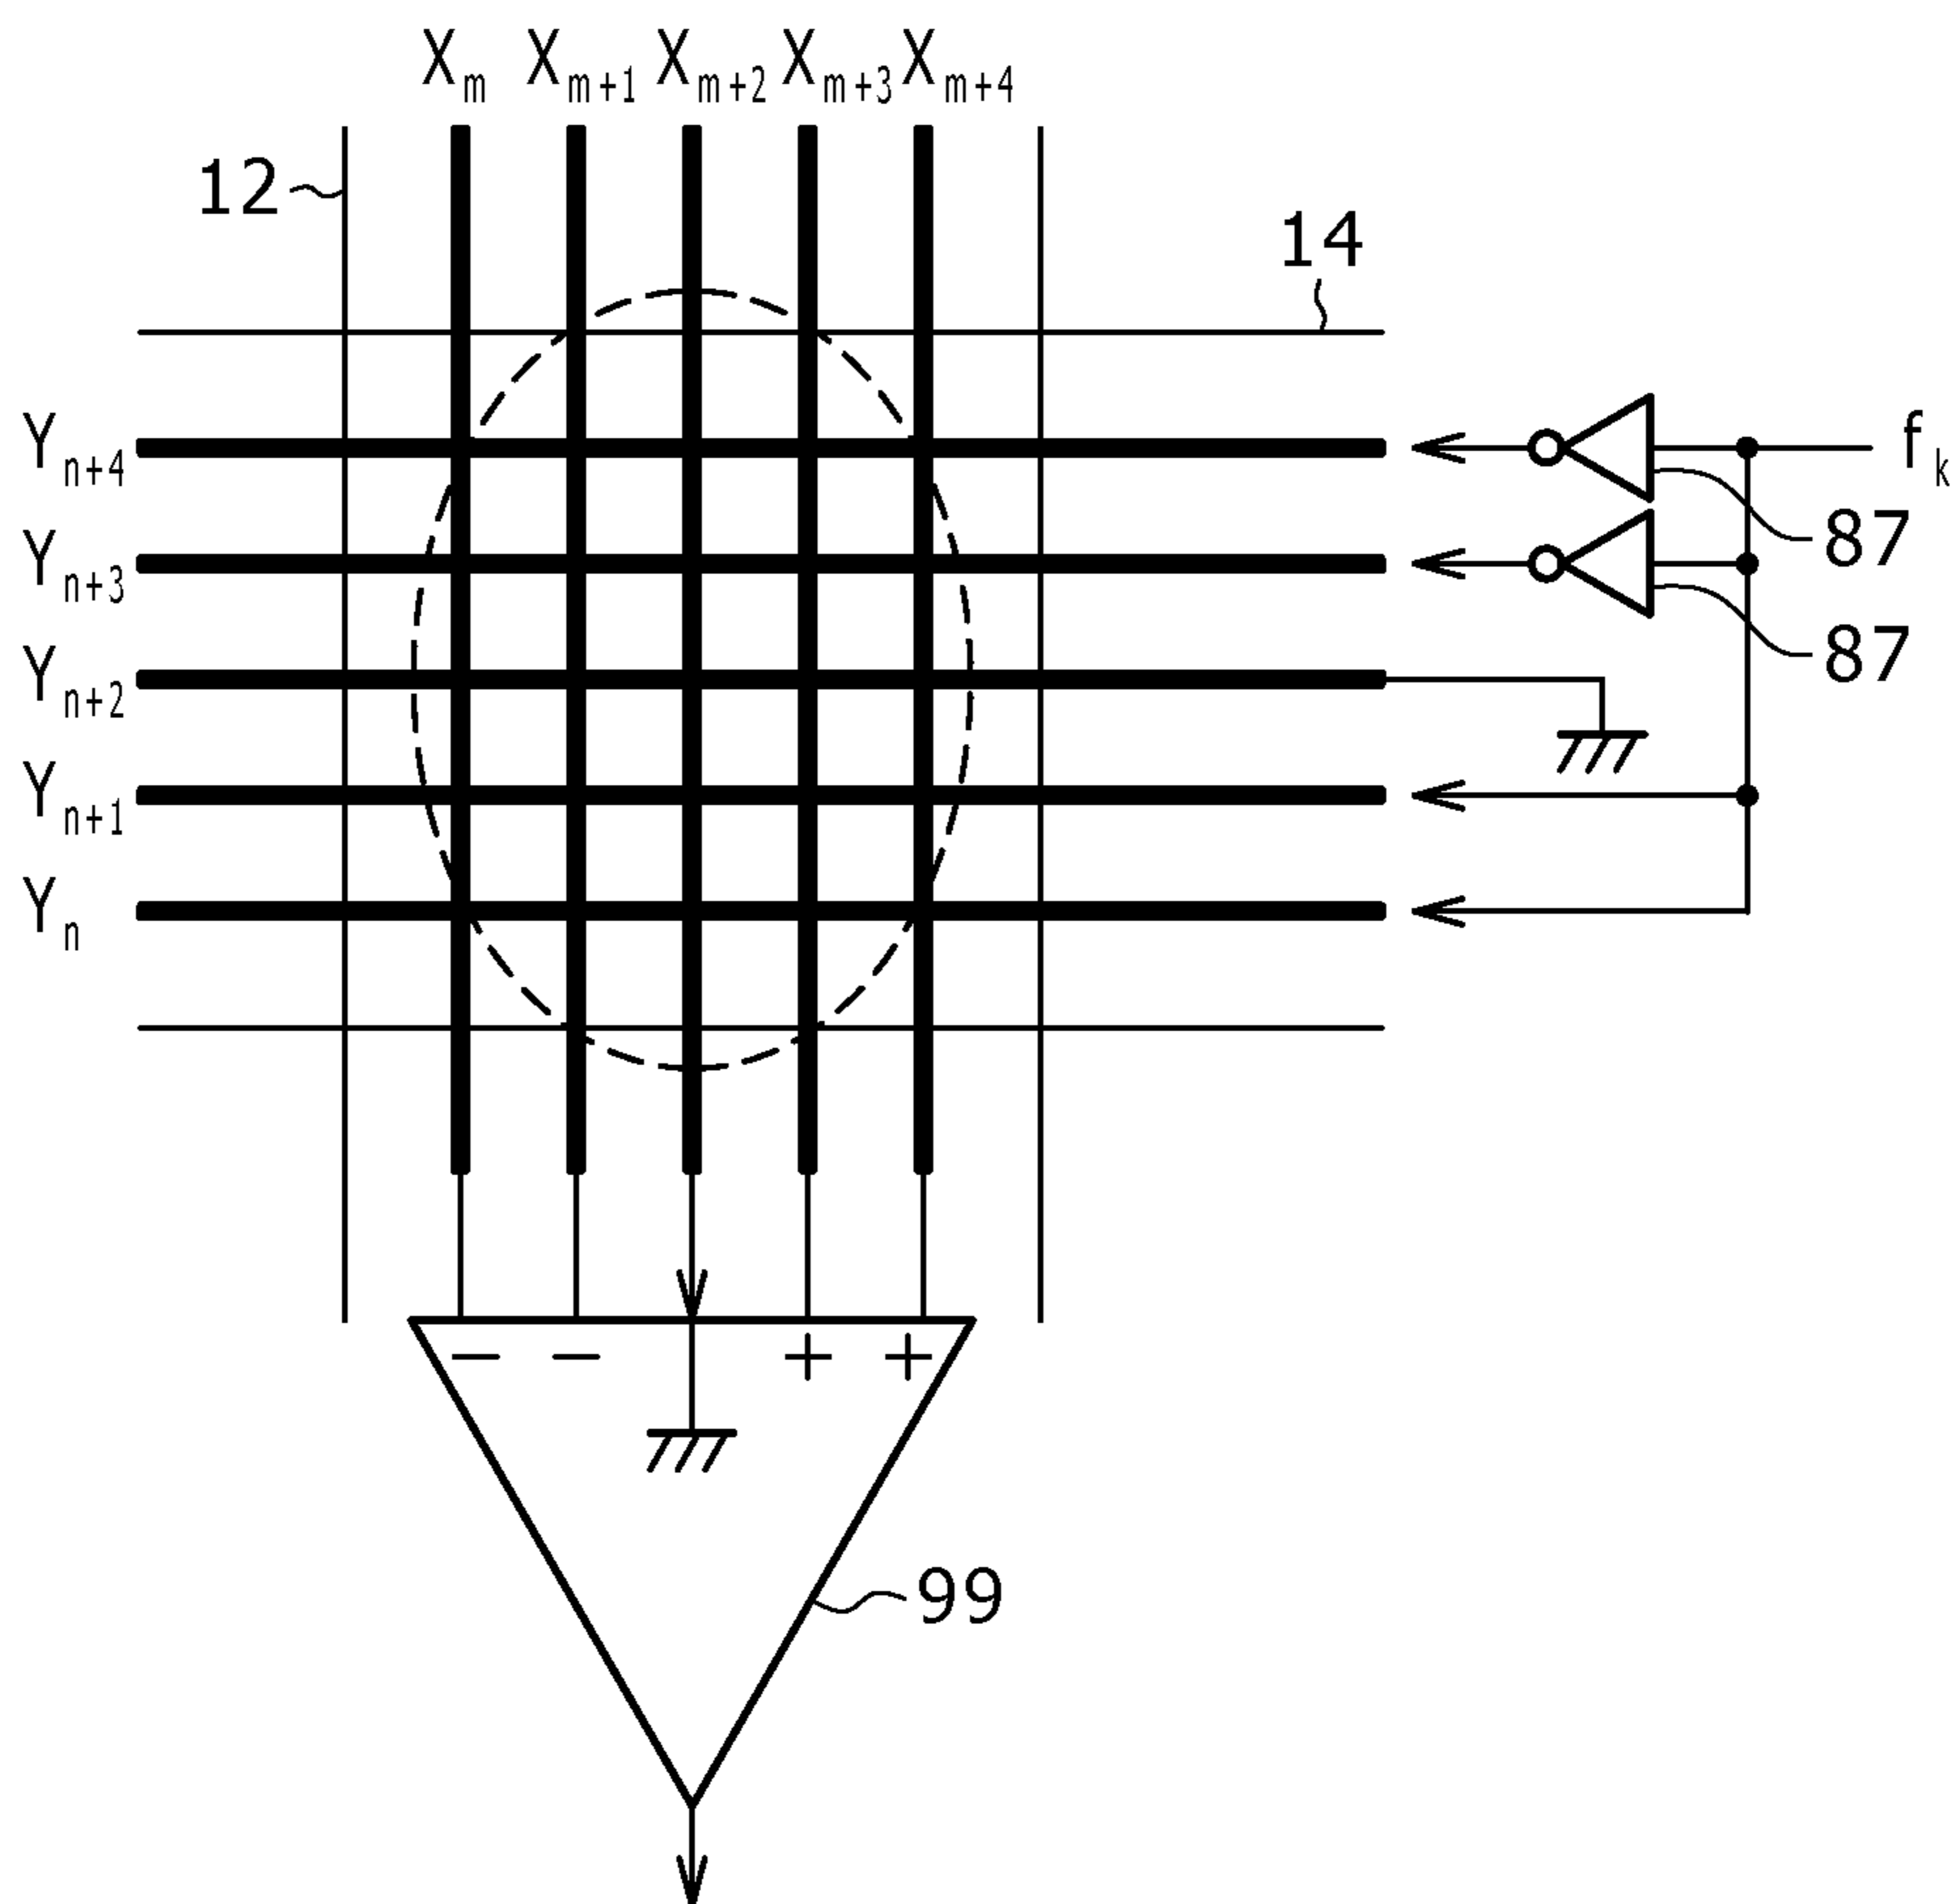 Xm Xm+1 Xm+2 Xm+3 Xm+4
12
14
Yn+4
fk
87
Yn+3
87
Yn+2
Yn+1
Yn
− − + +
99